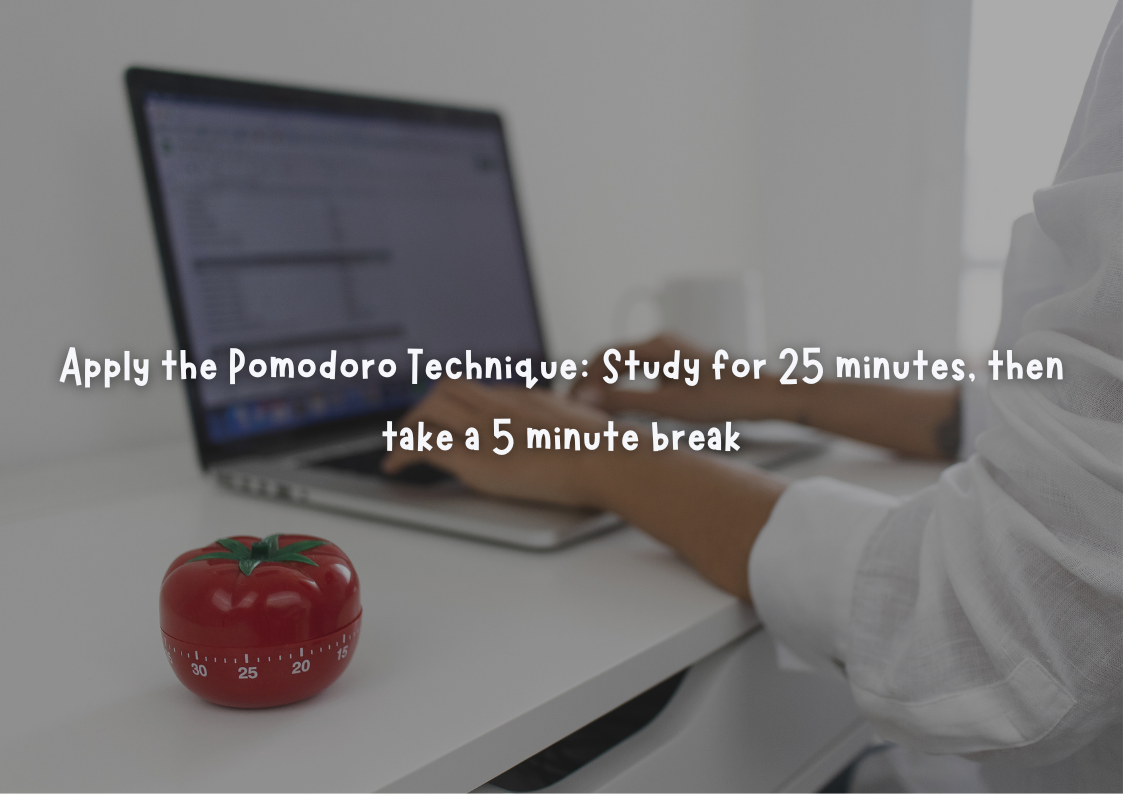 Apply the Pomodoro Technique: Study for 25 minutes, then
take a 5 minute break
30 25 20 15